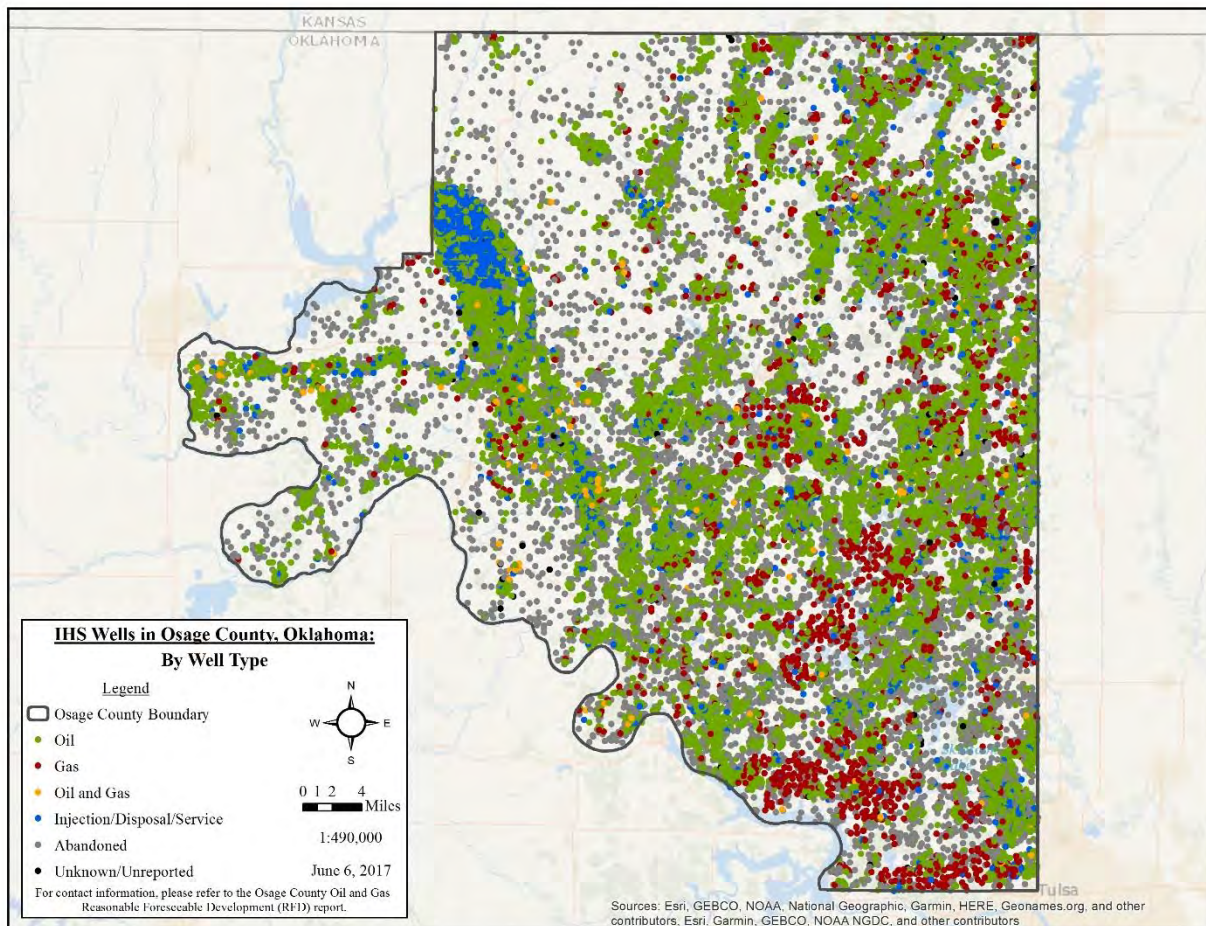 KANSAS
OKLAHOMA
IHS Wells in Osage County, Oklahoma:
By Well Type
Legend
Osage County Boundary
Oil
Gas
Oil and Gas
Injection/Disposal/Service
Abandoned
Unknown/Unreported
N
W E
S
0 1 2 4
Miles
1:490,000
June 6, 2017
For contact information, please refer to the Osage County Oil and Gas
Reasonable Foreseeable Development (RFD) report.
Tulsa
Sources: Esri, GEBCO, NOAA, National Geographic, Garmin, HERE, Geonames.org, and other
contributors, Esri, Garmin, GEBCO, NOAA NGDC, and other contributors